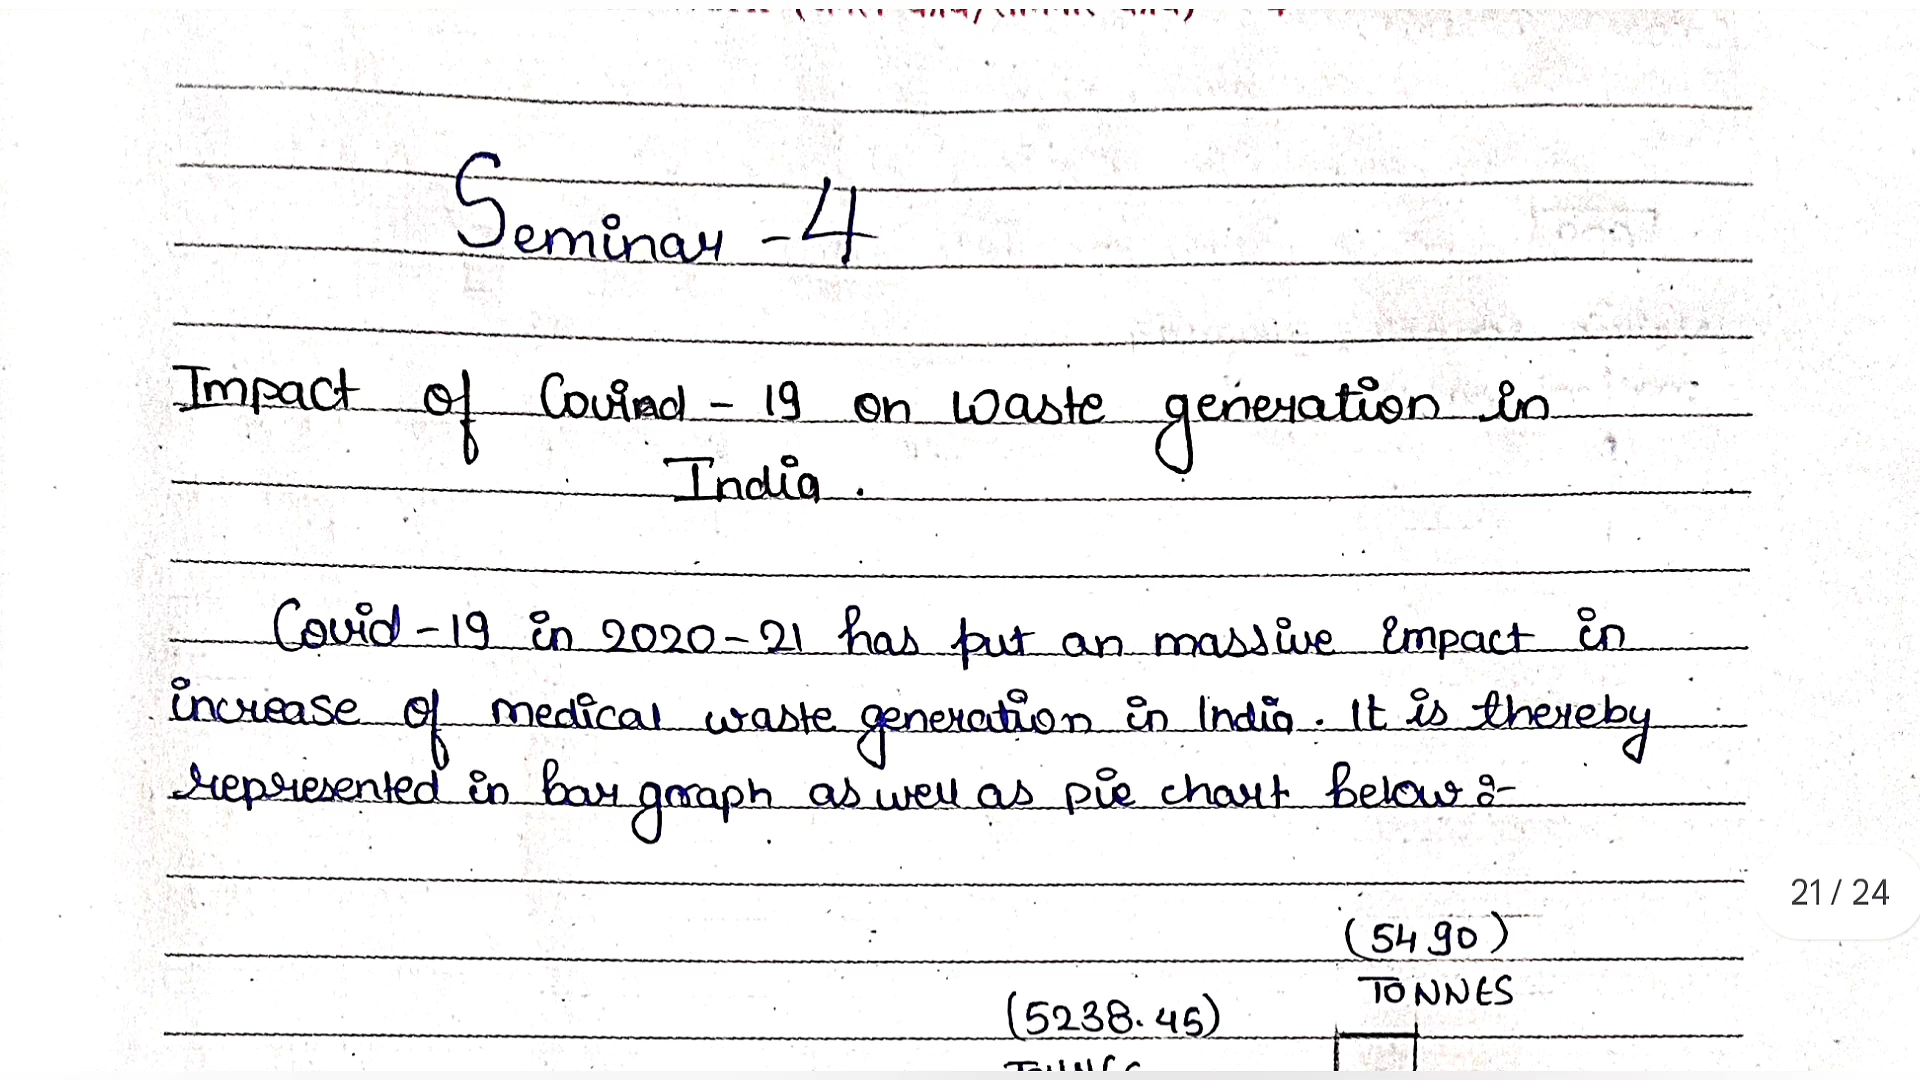 Seminar - 4
Impact of Covind - 19 on waste generation in
India .
Covid - 19 in 2020 - 21 has put an massive impact in
increase of medical waste generation in India . It is thereby
represented in bar graph as well as pie chart below :-
21 / 24
(5490)
TONNES
(5238.45)